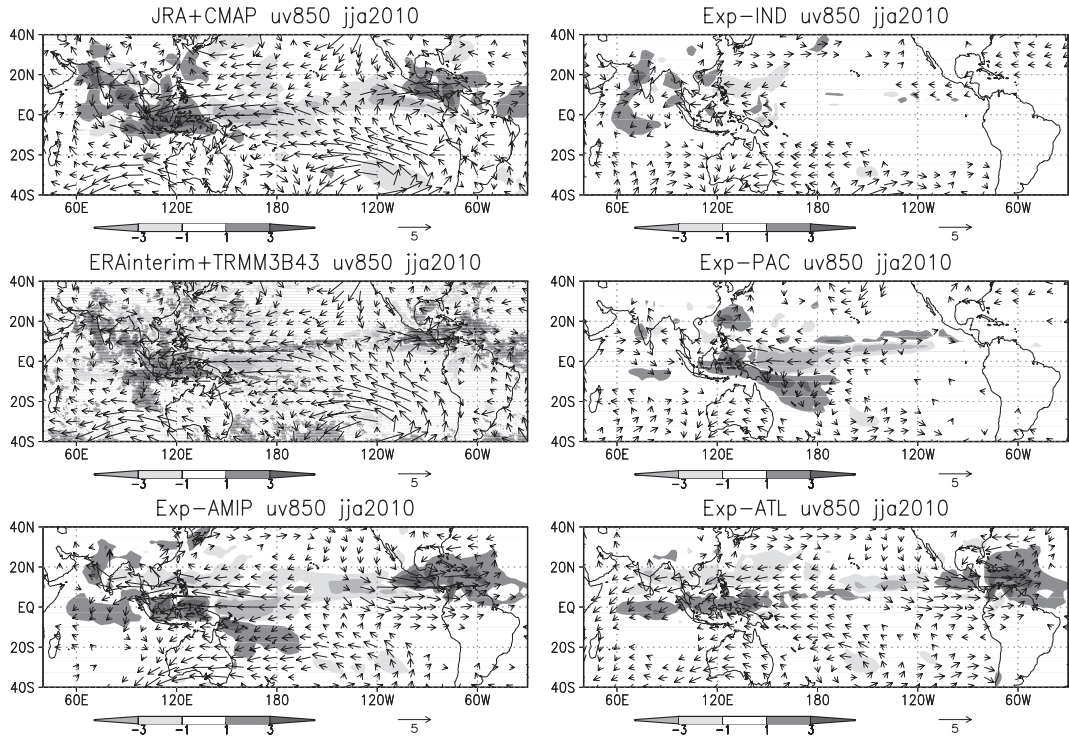 JRA+CMAP uv850 jja2010
40N
20N
EQ
20S
40S
60E 120E 180 120W 60W
-3 -1 1 3
5
Exp-IND uv850 jja2010
40N
20N
EQ
20S
40S
60E 120E 180 120W 60W
-3 -1 1 3
5
ERAinterim+TRMM3B43 uv850 jja2010
40N
20N
EQ
20S
40S
60E 120E 180 120W 60W
-3 -1 1 3
5
Exp-PAC uv850 jja2010
40N
20N
EQ
20S
40S
60E 120E 180 120W 60W
-3 -1 1 3
5
Exp-AMIP uv850 jja2010
40N
20N
EQ
20S
40S
60E 120E 180 120W 60W
-3 -1 1 3
5
Exp-ATL uv850 jja2010
40N
20N
EQ
20S
40S
60E 120E 180 120W 60W
-3 -1 1 3
5